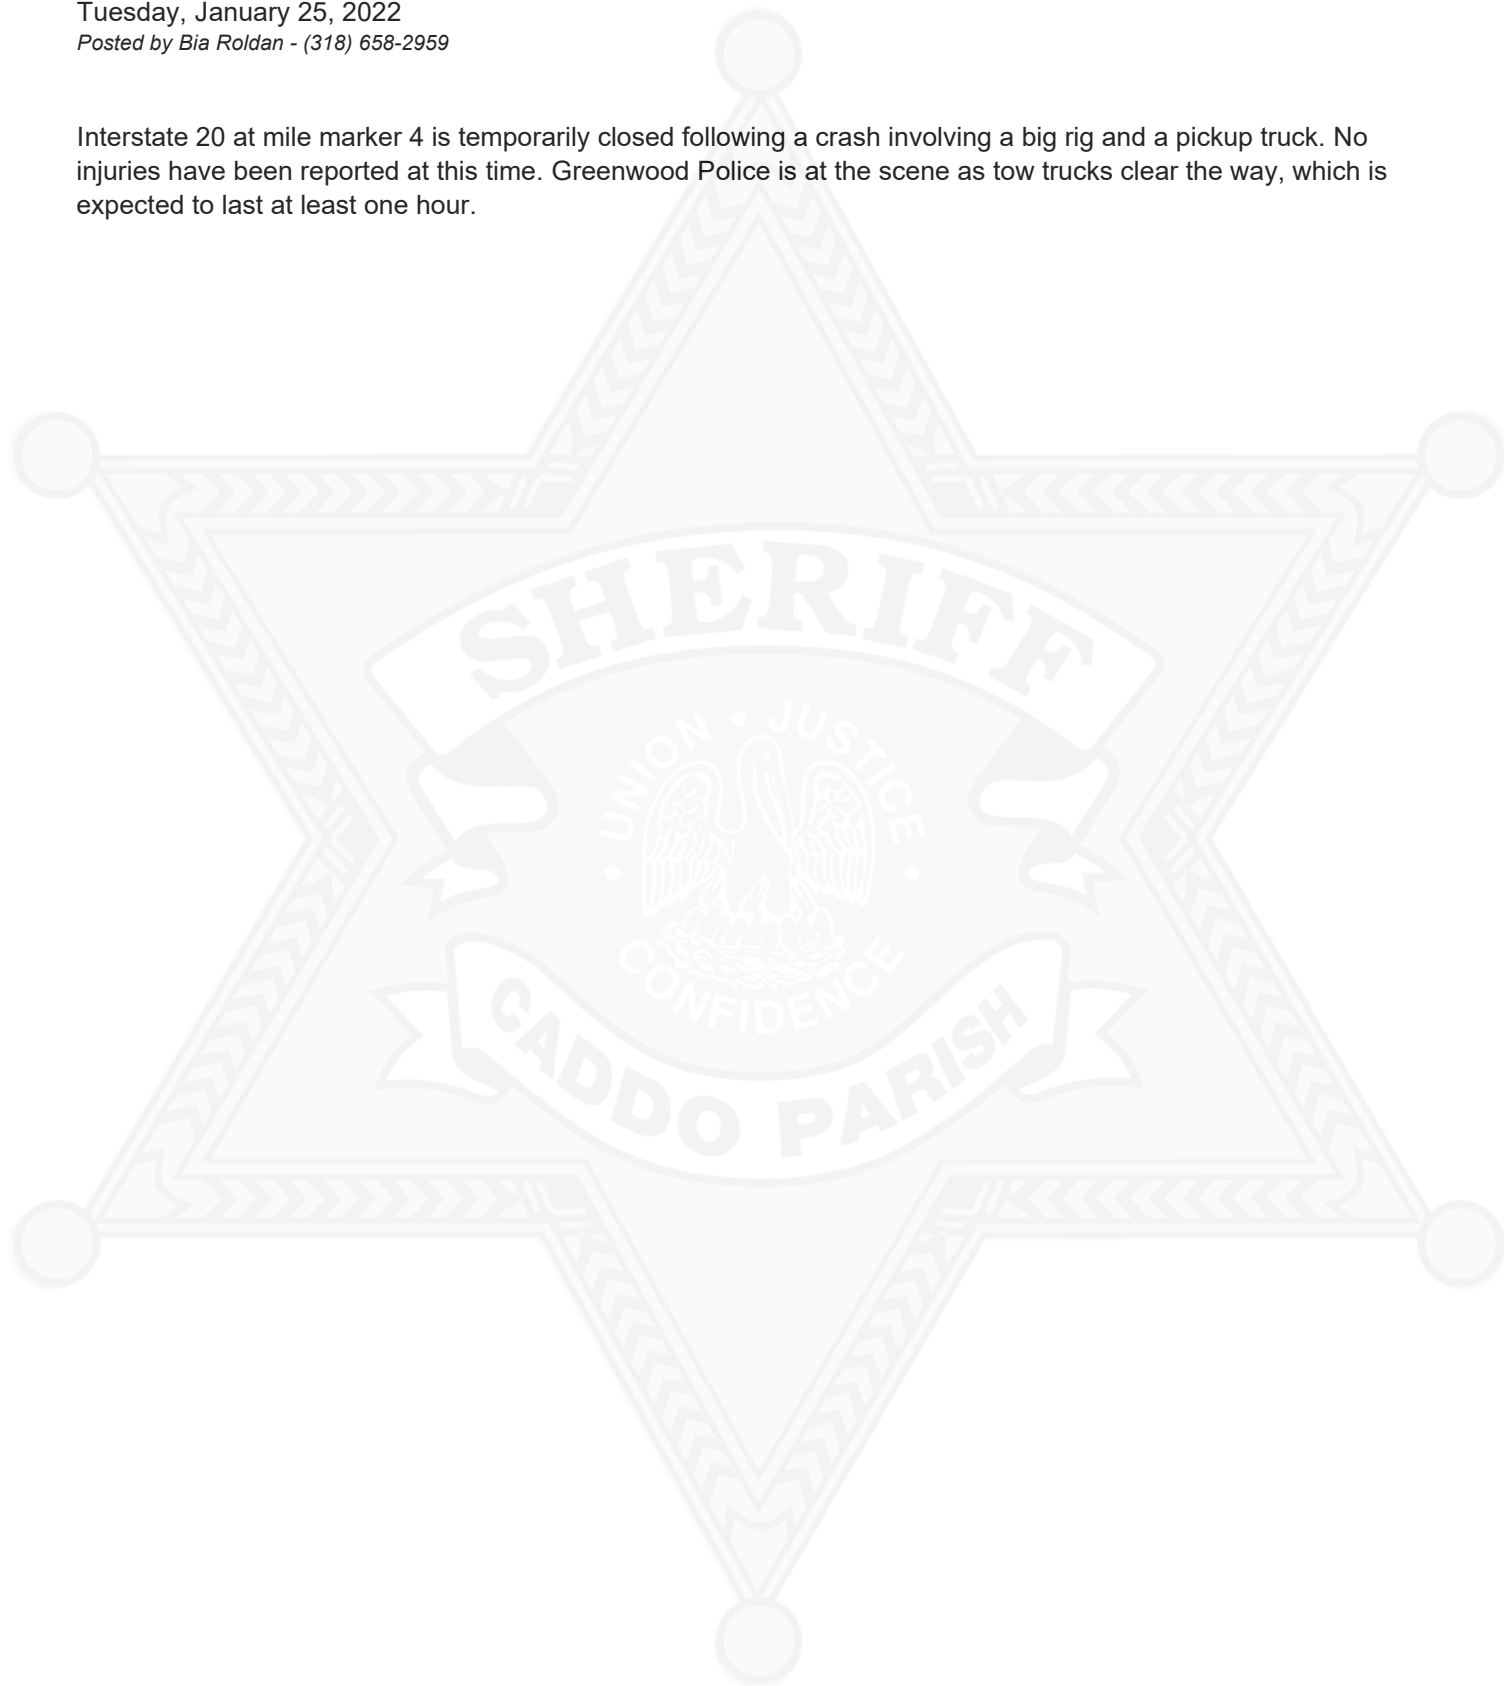 Tuesday, January 25, 2022
Posted by Bia Roldan - (318) 658-2959
Interstate 20 at mile marker 4 is temporarily closed following a crash involving a big rig and a pickup truck. No
injuries have been reported at this time. Greenwood Police is at the scene as tow trucks clear the way, which is
expected to last at least one hour.
SHERIFF
UNION • JUSTICE
• CONFIDENCE •
CADDO PARISH